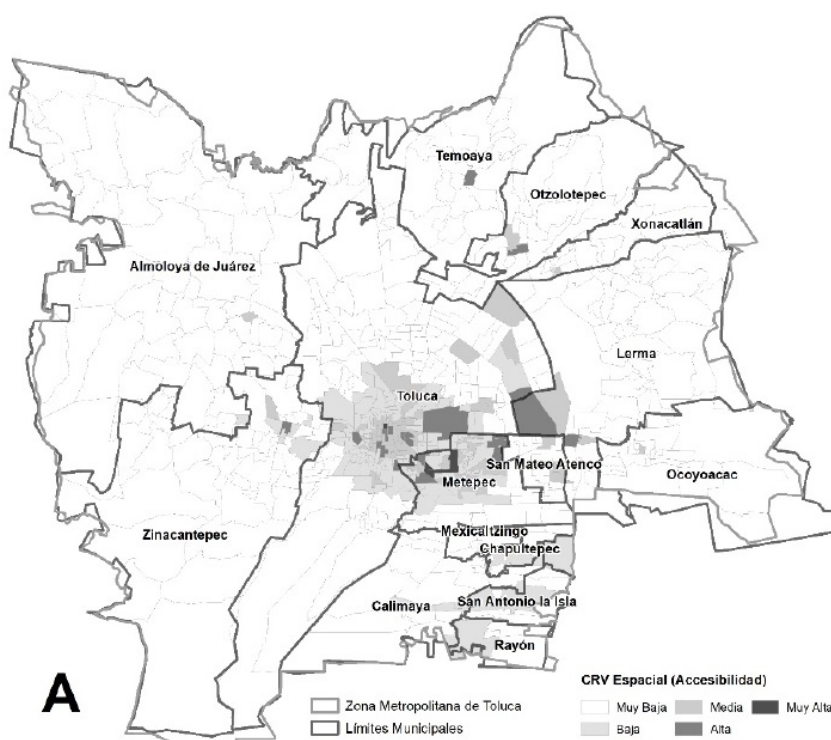 Temoaya
Otzolotepec
Xonacatlán
Almoloya de Juárez
Lerma
Toluca
San Mateo Atenco
Ocoyoacac
Metepec
Zinacantepec
Mexicaltzingo
Chapultepec
Calimaya
San Antonio la Isla
Rayón
A
Zona Metropolitana de Toluca
Límites Municipales
CRV Espacial (Accesibilidad)
Muy Baja
Media
Muy Alta
Baja
Alta